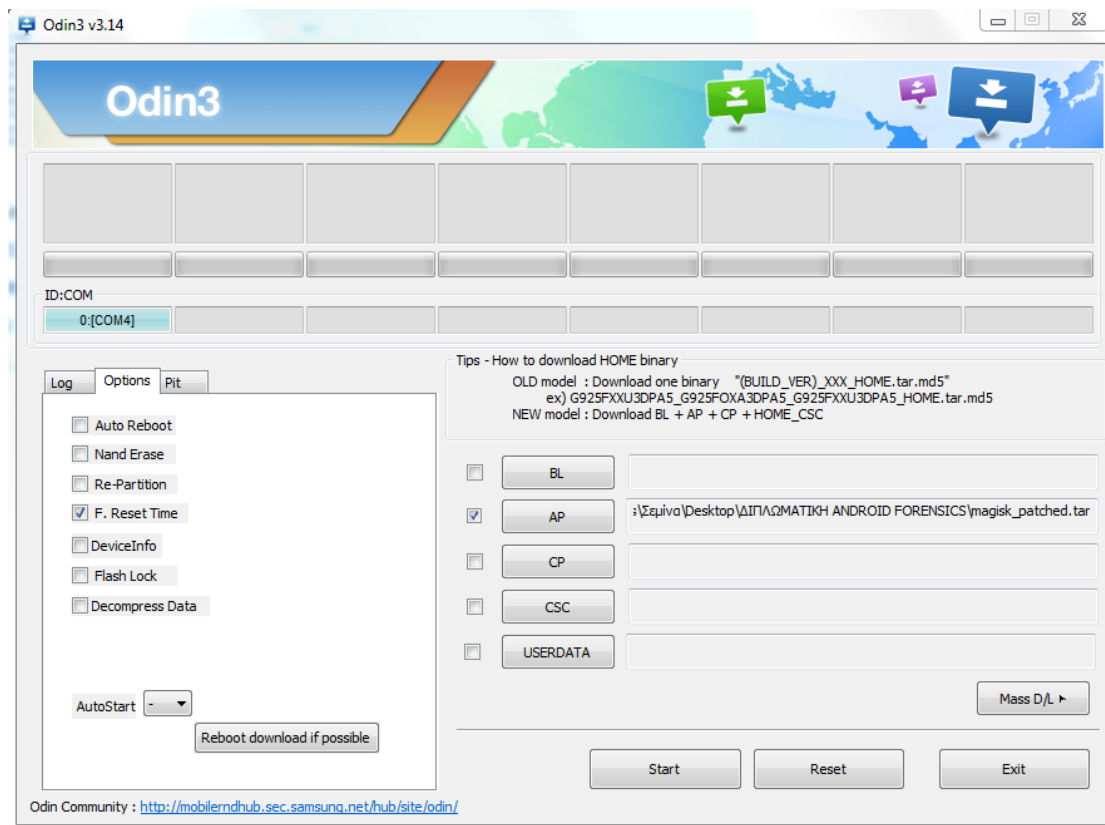 Odin3 v3.14
Odin3
ID:COM
0:[COM4]
Log
Options
Pit
Auto Reboot
Nand Erase
Re-Partition
F. Reset Time
DeviceInfo
Flash Lock
Decompress Data
AutoStart
-
Reboot download if possible
Tips - How to download HOME binary
OLD model : Download one binary "(BUILD_VER)_XXX_HOME.tar.md5"
ex) G925FXXU3DPA5_G925FOXA3DPA5_G925FXXU3DPA5_HOME.tar.md5
NEW model : Download BL + AP + CP + HOME_CSC
BL
AP
s\Σεμίνα\Desktop\ΔΙΠΛΩΜΑΤΙΚΗ ANDROID FORENSICS\magisk_patched.tar
CP
CSC
USERDATA
Mass D/L
Start
Reset
Exit
Odin Community : http://mobilerndhub.sec.samsung.net/hub/site/odin/